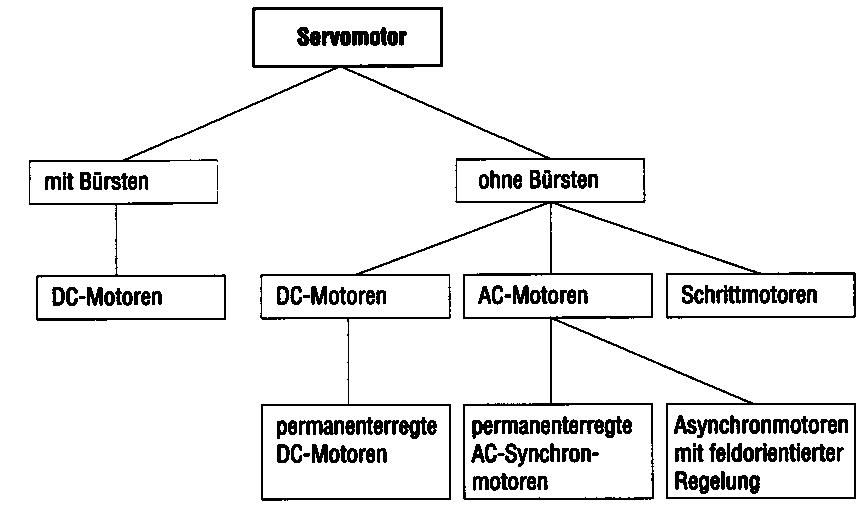 Servomotor
mit Bürsten
ohne Bürsten
DC-Motoren
DC-Motoren
AC-Motoren
Schrittmotoren
permanenterregte
DC-Motoren
permanenterregte
AC-Synchron-
motoren
Asynchronmotoren
mit feldorientierter
Regelung